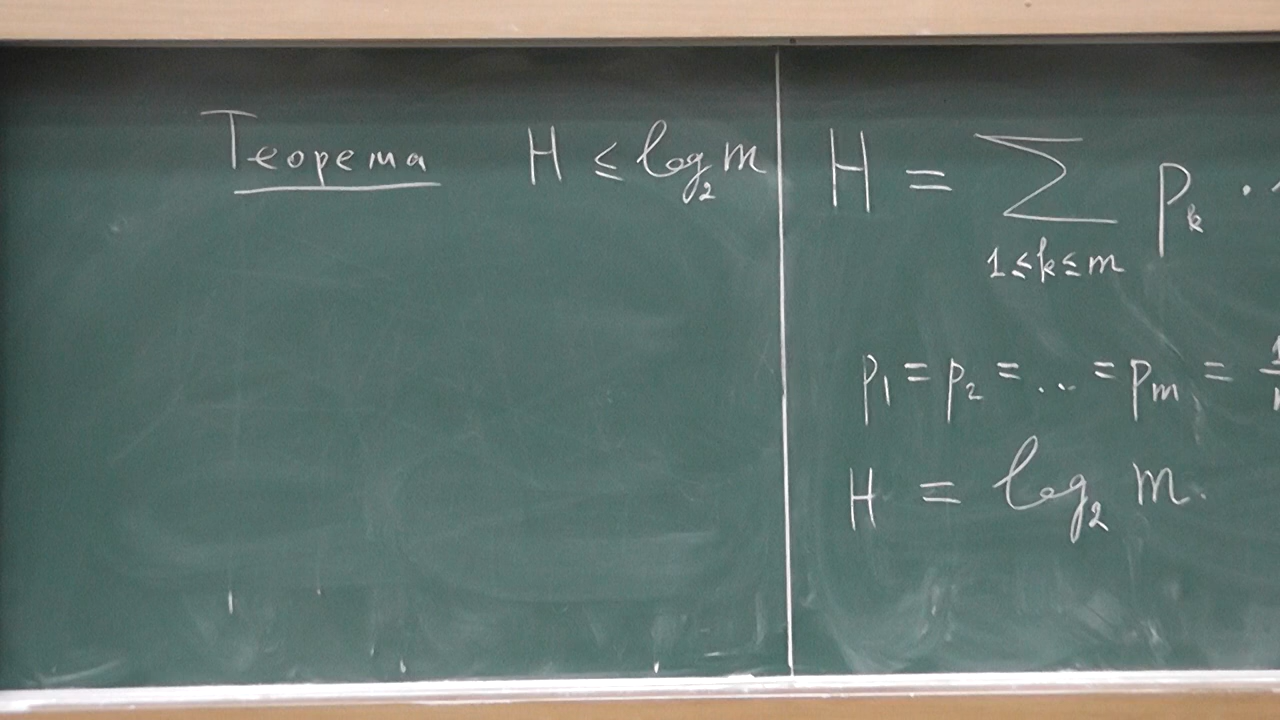 Теорема H ≤ log₂ m
H = ∑ pₖ ·
1≤k≤m
p₁ = p₂ = ... = pₘ =
H = log₂ m.